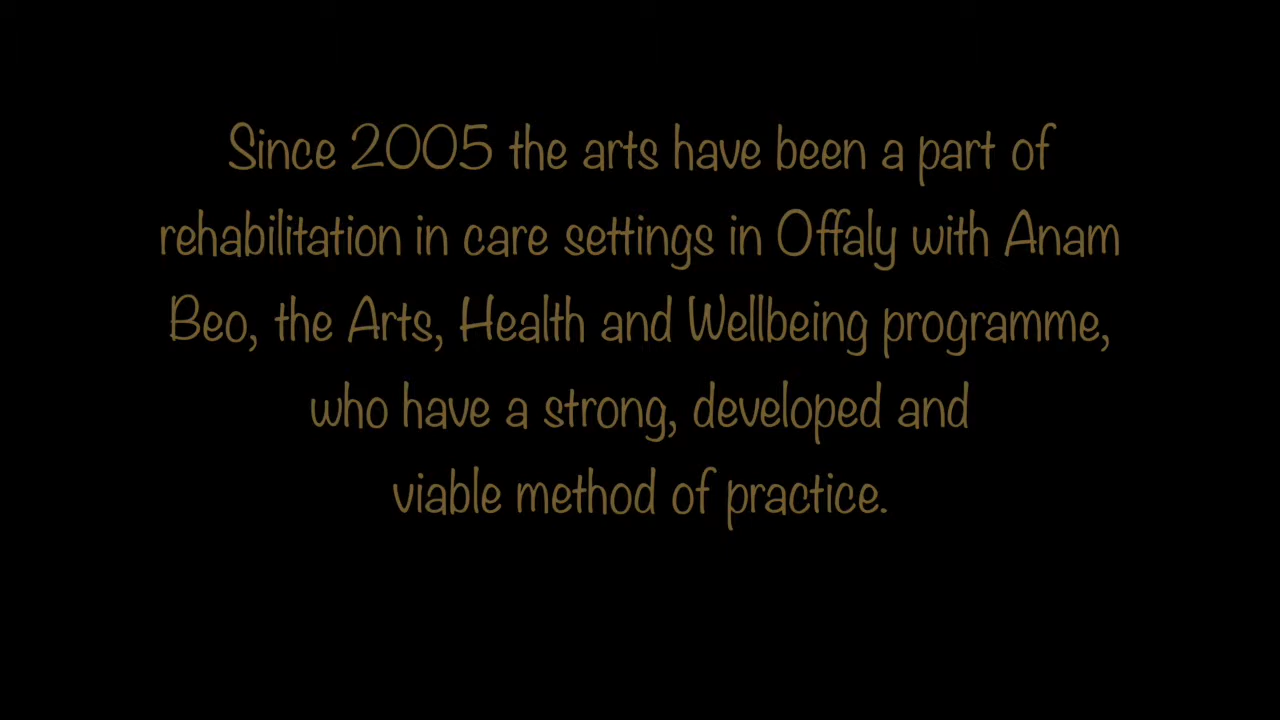 Since 2005 the arts have been a part of
rehabilitation in care settings in Offaly with Anam
Beo, the Arts, Health and Wellbeing programme,
who have a strong, developed and
viable method of practice.